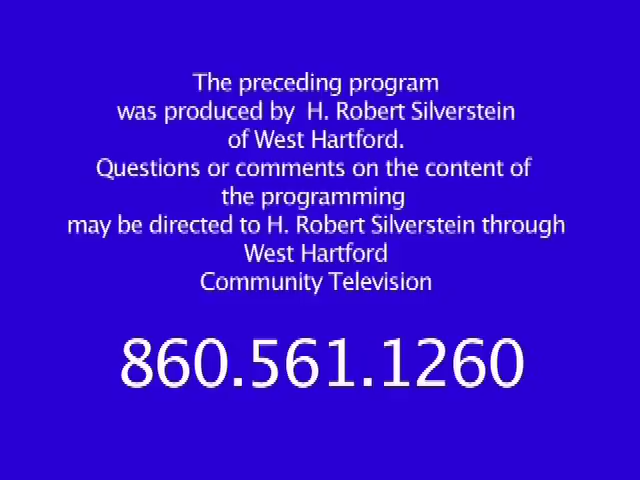 The preceding program
was produced by  H. Robert Silverstein
of West Hartford.
Questions or comments on the content of
the programming
may be directed to H. Robert Silverstein through
West Hartford
Community Television
860.561.1260